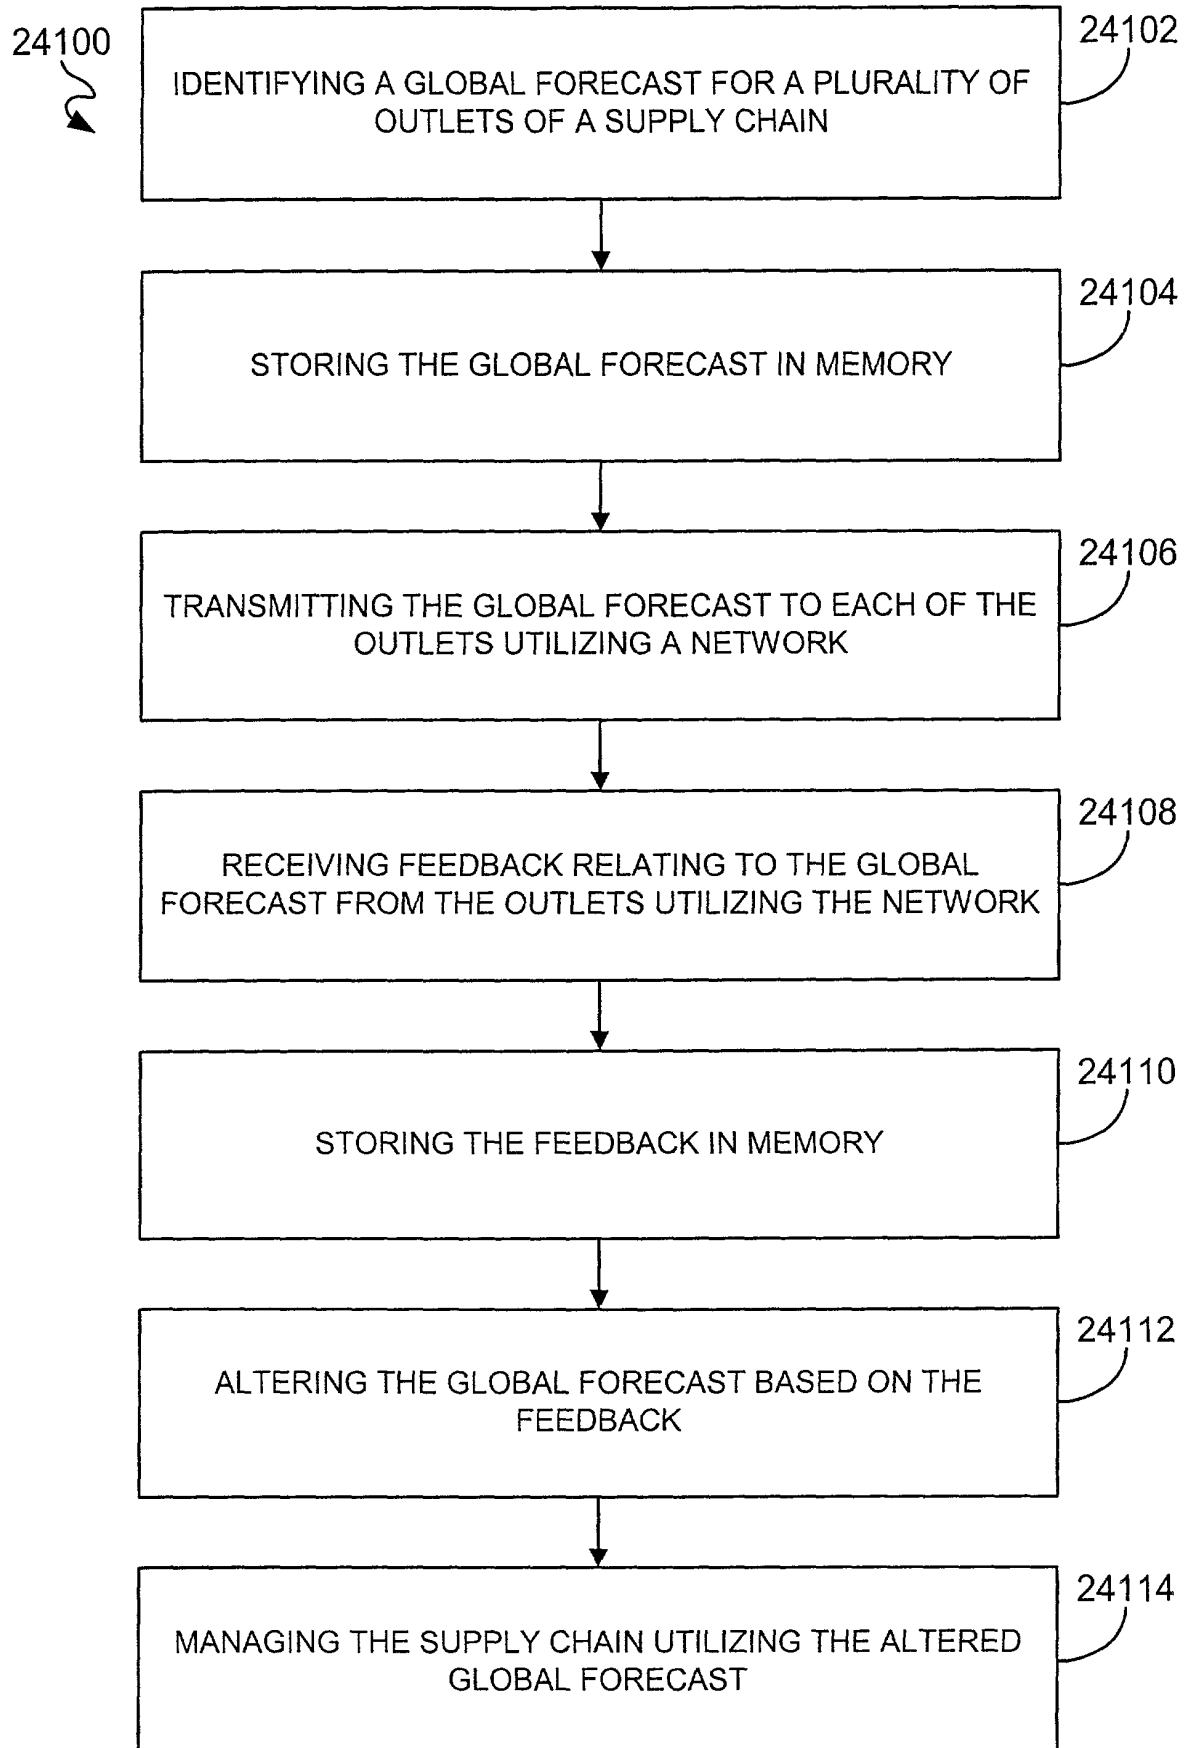 24100
24102
IDENTIFYING A GLOBAL FORECAST FOR A PLURALITY OF
OUTLETS OF A SUPPLY CHAIN
24104
STORING THE GLOBAL FORECAST IN MEMORY
24106
TRANSMITTING THE GLOBAL FORECAST TO EACH OF THE
OUTLETS UTILIZING A NETWORK
24108
RECEIVING FEEDBACK RELATING TO THE GLOBAL
FORECAST FROM THE OUTLETS UTILIZING THE NETWORK
24110
STORING THE FEEDBACK IN MEMORY
24112
ALTERING THE GLOBAL FORECAST BASED ON THE
FEEDBACK
24114
MANAGING THE SUPPLY CHAIN UTILIZING THE ALTERED
GLOBAL FORECAST